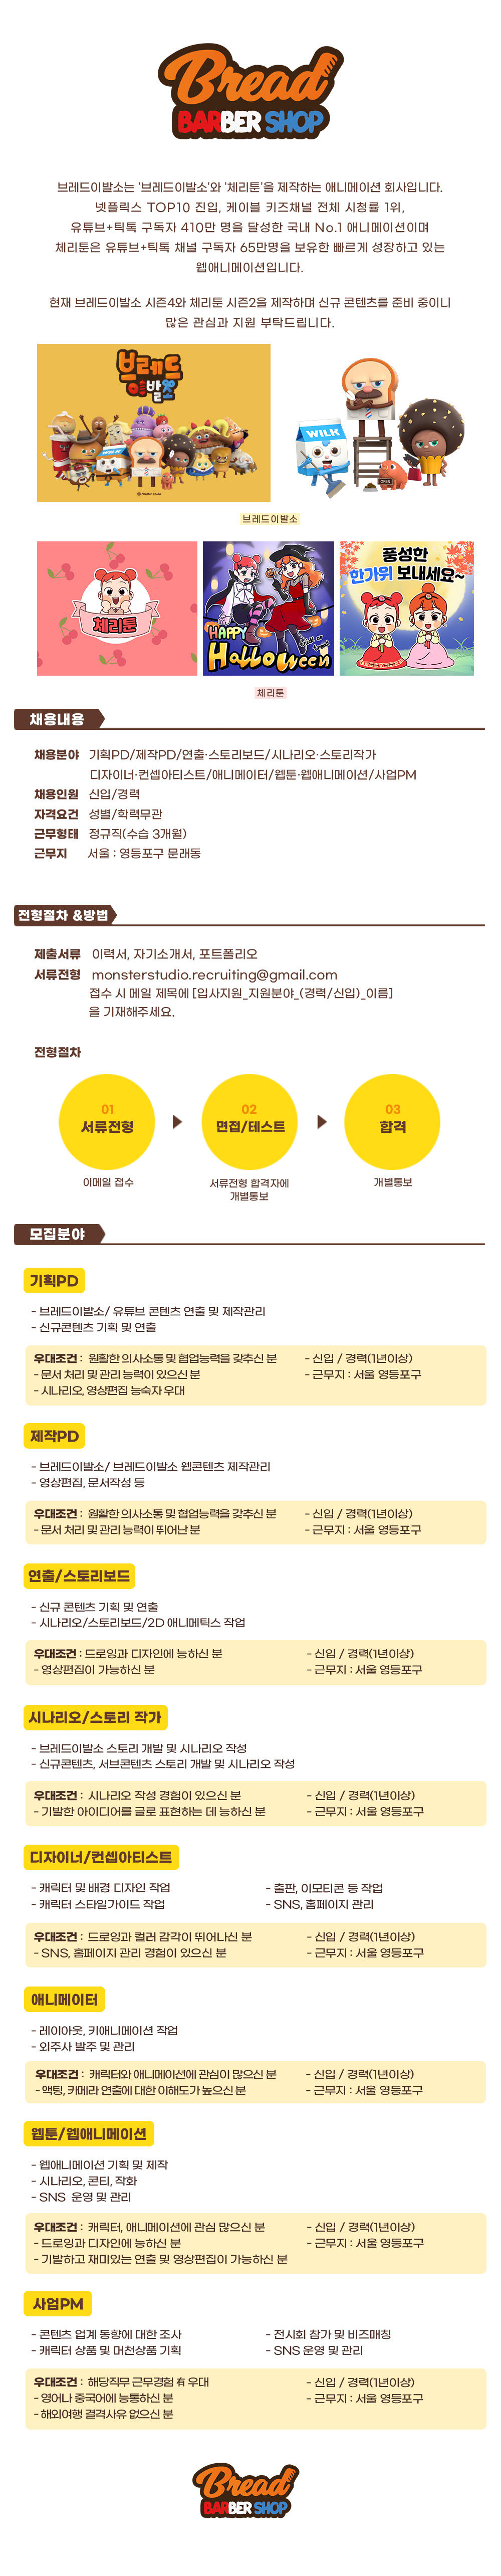 Bread
BARBER SHOP
브레드이발소는 '브레드이발소'와 '체리툰'을 제작하는 애니메이션 회사입니다.
넷플릭스 TOP10 진입, 케이블 키즈채널 전체 시청률 1위,
유튜브+틱톡 구독자 410만 명을 달성한 국내 No.1 애니메이션이며
체리툰은 유튜브+틱톡 채널 구독자 65만명을 보유한 빠르게 성장하고 있는
웹애니메이션입니다.
현재 브레드이발소 시즌4와 체리툰 시즌2을 제작하며 신규 콘텐츠를 준비 중이니
많은 관심과 지원 부탁드립니다.
브레드
이발소
WILK
OPEN
브레드이발소
체리툰
HAPPY
Halloween
풍성한
한가위 보내세요~
체리툰
채용내용
채용분야 기획PD/제작PD/연출·스토리보드/시나리오·스토리작가
디자이너·컨셉아티스트/애니메이터/웹툰·웹애니메이션/사업PM
채용인원 신입/경력
자격요건 성별/학력무관
근무형태 정규직(수습 3개월)
근무지 서울 : 영등포구 문래동
전형절차 &방법
제출서류 이력서, 자기소개서, 포트폴리오
서류전형 monsterstudio.recruiting@gmail.com
접수 시 메일 제목에 [입사지원_지원분야_(경력/신입)_이름]
을 기재해주세요.
전형절차
01 02 03
서류전형 면접/테스트 합격
이메일 접수 서류전형 합격자에 개별통보
개별통보
모집분야
기획PD
- 브레드이발소/ 유튜브 콘텐츠 연출 및 제작관리
- 신규콘텐츠 기획 및 연출
우대조건 : 원활한 의사소통 및 협업능력을 갖추신 분 - 신입 / 경력(1년이상)
- 문서 처리 및 관리 능력이 있으신 분 - 근무지 : 서울 영등포구
- 시나리오, 영상편집 능숙자 우대
제작PD
- 브레드이발소/ 브레드이발소 웹콘텐츠 제작관리
- 영상편집, 문서작성 등
우대조건 : 원활한 의사소통 및 협업능력을 갖추신 분 - 신입 / 경력(1년이상)
- 문서 처리 및 관리 능력이 뛰어난 분 - 근무지 : 서울 영등포구
연출/스토리보드
- 신규 콘텐츠 기획 및 연출
- 시나리오/스토리보드/2D 애니메틱스 작업
우대조건 : 드로잉과 디자인에 능하신 분 - 신입 / 경력(1년이상)
- 영상편집이 가능하신 분 - 근무지 : 서울 영등포구
시나리오/스토리 작가
- 브레드이발소 스토리 개발 및 시나리오 작성
- 신규콘텐츠, 서브콘텐츠 스토리 개발 및 시나리오 작성
우대조건 : 시나리오 작성 경험이 있으신 분 - 신입 / 경력(1년이상)
- 기발한 아이디어를 글로 표현하는 데 능하신 분 - 근무지 : 서울 영등포구
디자이너/컨셉아티스트
- 캐릭터 및 배경 디자인 작업 - 출판, 이모티콘 등 작업
- 캐릭터 스타일가이드 작업 - SNS, 홈페이지 관리
우대조건 : 드로잉과 컬러 감각이 뛰어나신 분 - 신입 / 경력(1년이상)
- SNS, 홈페이지 관리 경험이 있으신 분 - 근무지 : 서울 영등포구
애니메이터
- 레이아웃, 키애니메이션 작업
- 외주사 발주 및 관리
우대조건 : 캐릭터와 애니메이션에 관심이 많으신 분 - 신입 / 경력(1년이상)
- 액팅, 카메라 연출에 대한 이해도가 높으신 분 - 근무지 : 서울 영등포구
웹툰/웹애니메이션
- 웹애니메이션 기획 및 제작
- 시나리오, 콘티, 작화
- SNS 운영 및 관리
우대조건 : 캐릭터, 애니메이션에 관심 많으신 분 - 신입 / 경력(1년이상)
- 드로잉과 디자인에 능하신 분 - 근무지 : 서울 영등포구
- 기발하고 재미있는 연출 및 영상편집이 가능하신 분
사업PM
- 콘텐츠 업계 동향에 대한 조사 - 전시회 참가 및 비즈매칭
- 캐릭터 상품 및 머천상품 기획 - SNS 운영 및 관리
우대조건 : 해당직무 근무경험 有 우대 - 신입 / 경력(1년이상)
- 영어나 중국어에 능통하신 분 - 근무지 : 서울 영등포구
- 해외여행 결격사유 없으신 분
Bread
BARBER SHOP